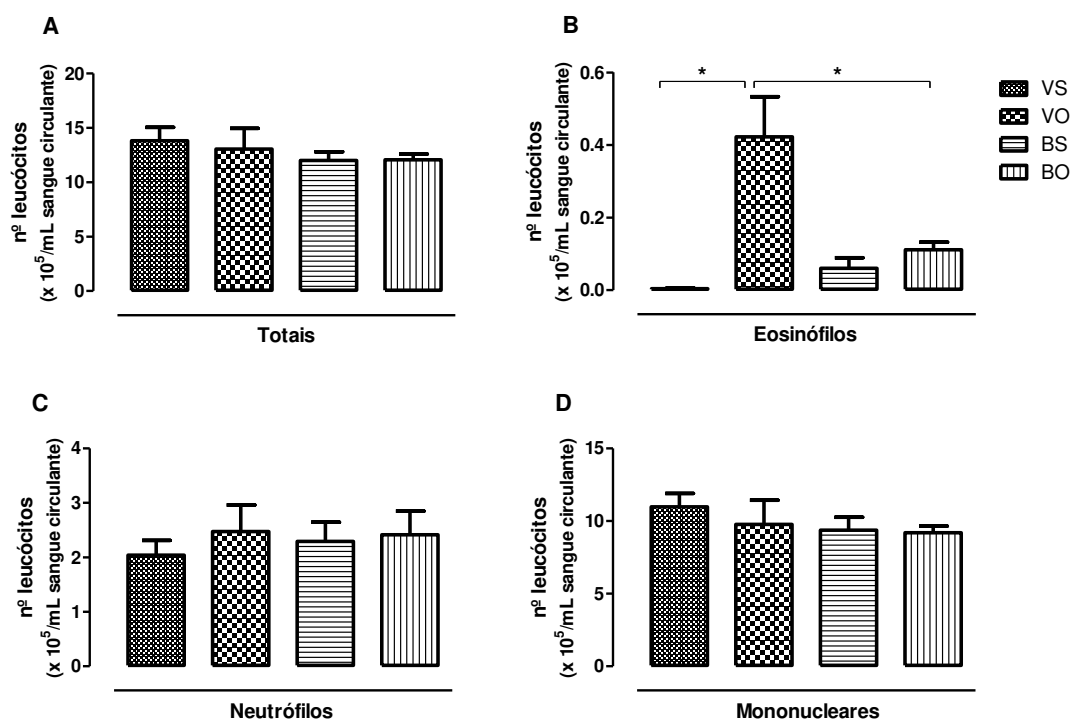 A
nº leucócitos
(x 10⁵/mL sangue circulante)
20
15
10
5
0
Totais
B
nº leucócitos
(x 10⁵/mL sangue circulante)
0.6
0.4
0.2
0.0
*
*
Eosinófilos
VS
VO
BS
BO
C
nº leucócitos
(x 10⁵/mL sangue circulante)
4
3
2
1
0
Neutrófilos
D
nº leucócitos
(x 10⁵/mL sangue circulante)
15
10
5
0
Mononucleares